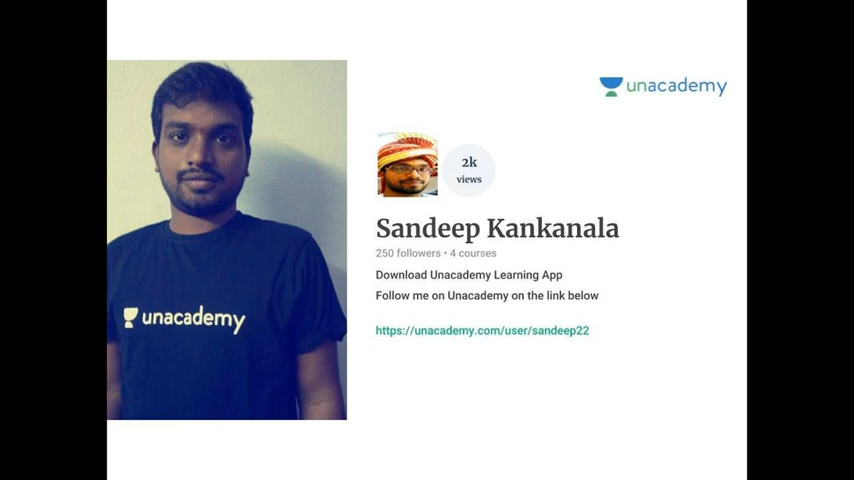 unacademy
unacademy
2k
views
Sandeep Kankanala
250 followers • 4 courses
Download Unacademy Learning App
Follow me on Unacademy on the link below
https://unacademy.com/user/sandeep22